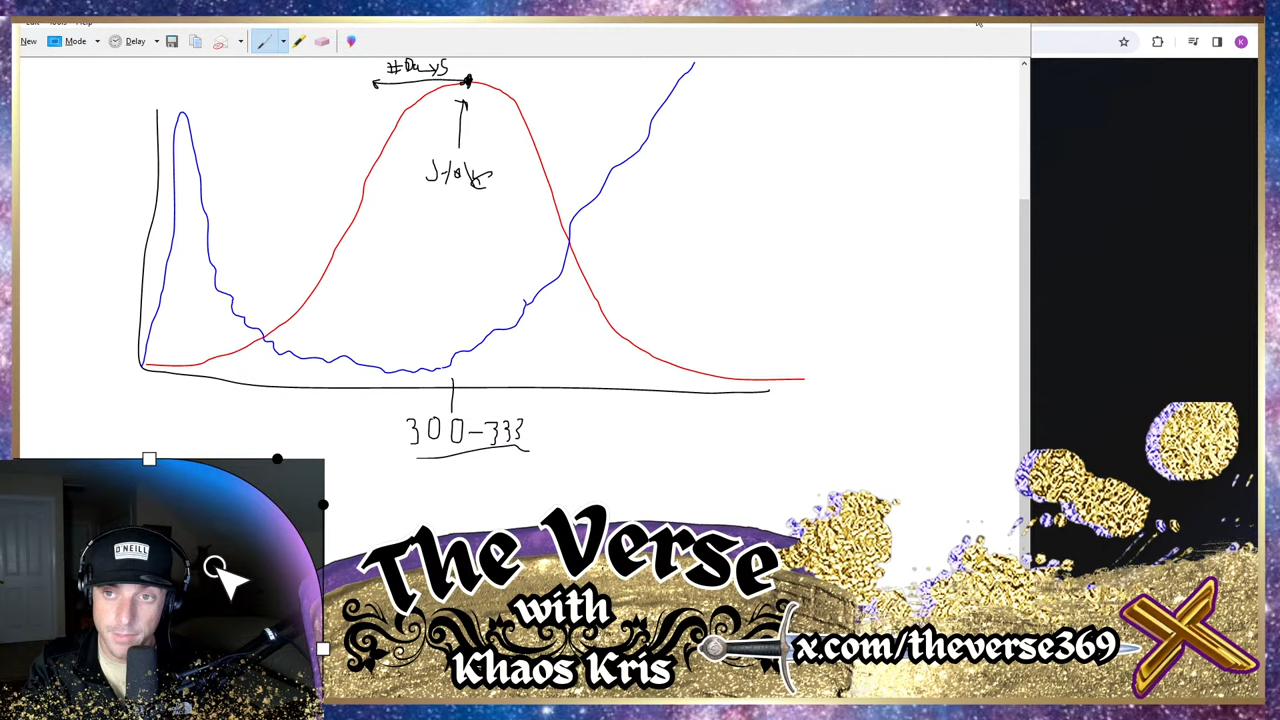 New Mode Delay
K
#Days
300-333
O'NEILL
The Verse
with
Khaos Kris
x.com/theverse369